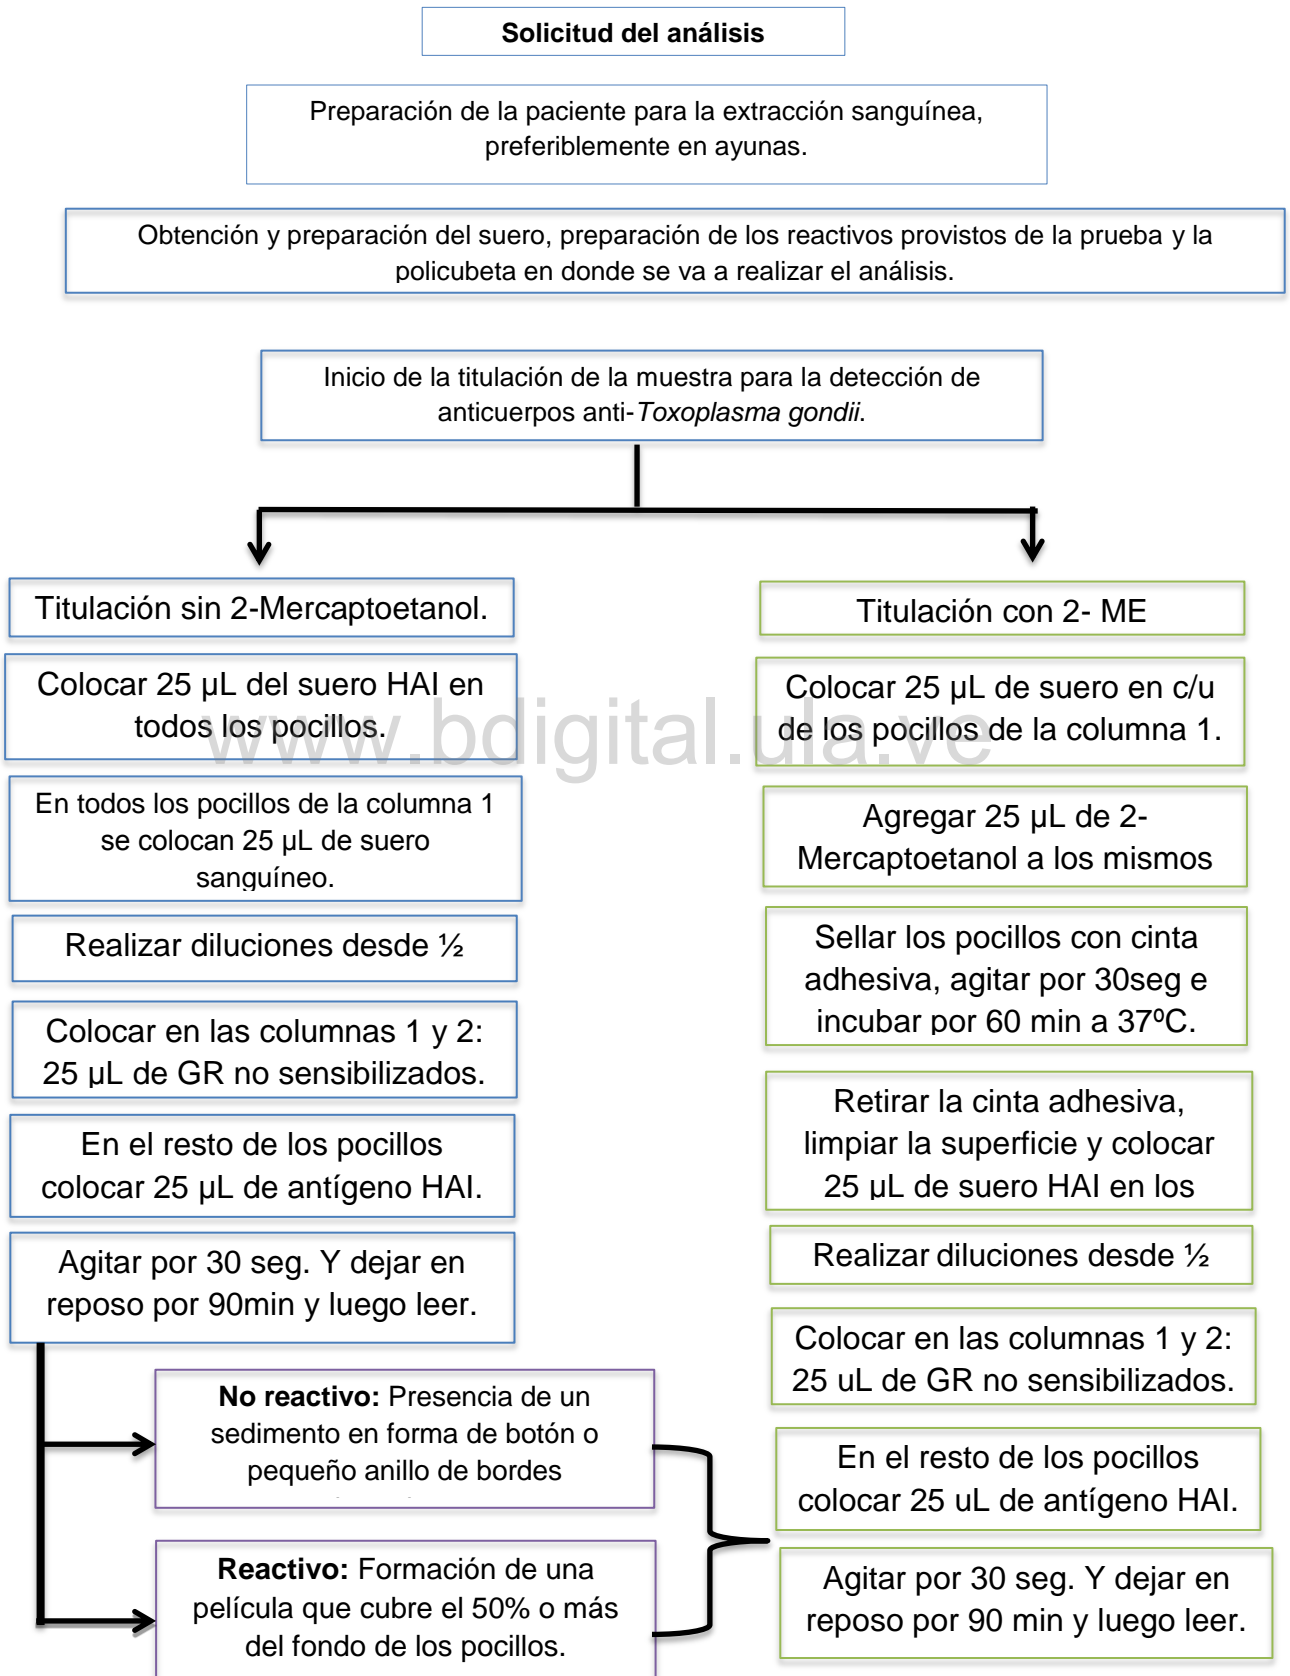 Solicitud del análisis
Preparación de la paciente para la extracción sanguínea,
preferiblemente en ayunas.
Obtención y preparación del suero, preparación de los reactivos provistos de la prueba y la
policubeta en donde se va a realizar el análisis.
Inicio de la titulación de la muestra para la detección de
anticuerpos anti-Toxoplasma gondii.
Titulación sin 2-Mercaptoetanol.
Colocar 25 µL del suero HAI en
todos los pocillos.
En todos los pocillos de la columna 1
se colocan 25 µL de suero
sanguíneo.
Realizar diluciones desde ½
Colocar en las columnas 1 y 2:
25 µL de GR no sensibilizados.
En el resto de los pocillos
colocar 25 µL de antígeno HAI.
Agitar por 30 seg. Y dejar en
reposo por 90min y luego leer.
No reactivo: Presencia de un
sedimento en forma de botón o
pequeño anillo de bordes
Reactivo: Formación de una
película que cubre el 50% o más
del fondo de los pocillos.
Titulación con 2- ME
Colocar 25 µL de suero en c/u
de los pocillos de la columna 1.
Agregar 25 µL de 2-
Mercaptoetanol a los mismos
Sellar los pocillos con cinta
adhesiva, agitar por 30seg e
incubar por 60 min a 37ºC.
Retirar la cinta adhesiva,
limpiar la superficie y colocar
25 µL de suero HAI en los
Realizar diluciones desde ½
Colocar en las columnas 1 y 2:
25 uL de GR no sensibilizados.
En el resto de los pocillos
colocar 25 uL de antígeno HAI.
Agitar por 30 seg. Y dejar en
reposo por 90 min y luego leer.
www.bdigital.ula.ve